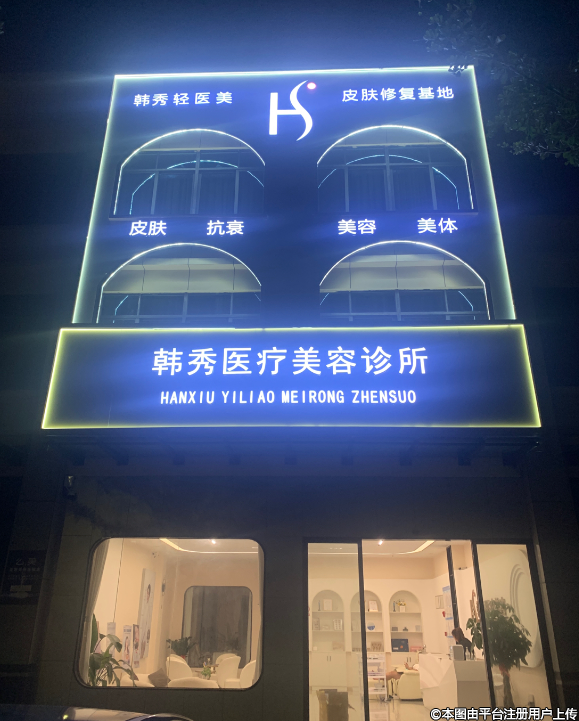 韩秀轻医美 HS 皮肤修复基地
皮肤 抗衰 美容 美体
韩秀医疗美容诊所
HANXIU YILIAO MEIRONG ZHENSUO
©本图由平台注册用户上传